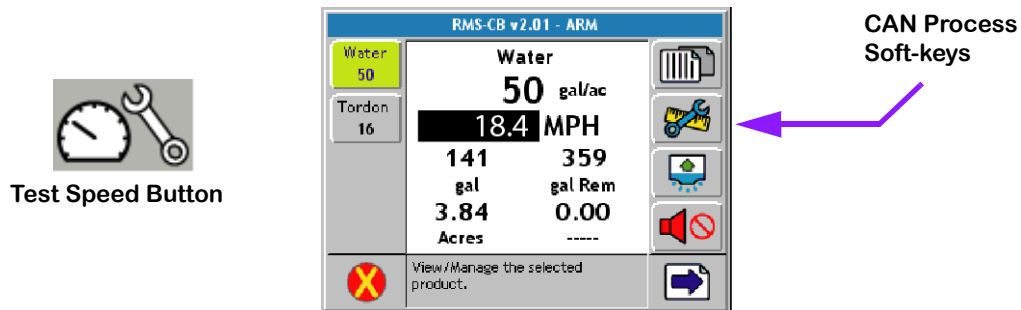 RMS-CB v2.01 - ARM
CAN Process
Soft-keys
Water
50
Tordon
16
Water
50 gal/ac
18.4 MPH
141 359
gal gal Rem
3.84 0.00
Acres -----
View/Manage the selected
product.
Test Speed Button